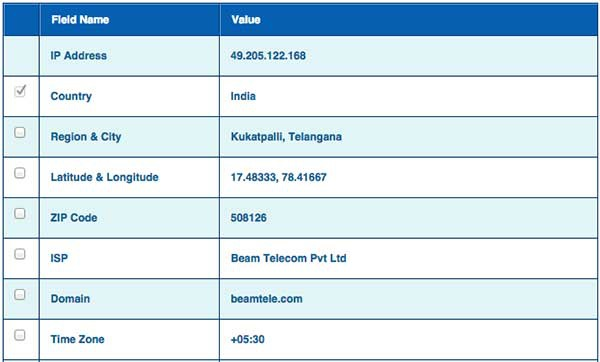 Field Name Value
IP Address 49.205.122.168
Country India
Region & City Kukatpalli, Telangana
Latitude & Longitude 17.48333, 78.41667
ZIP Code 508126
ISP Beam Telecom Pvt Ltd
Domain beamtele.com
Time Zone +05:30